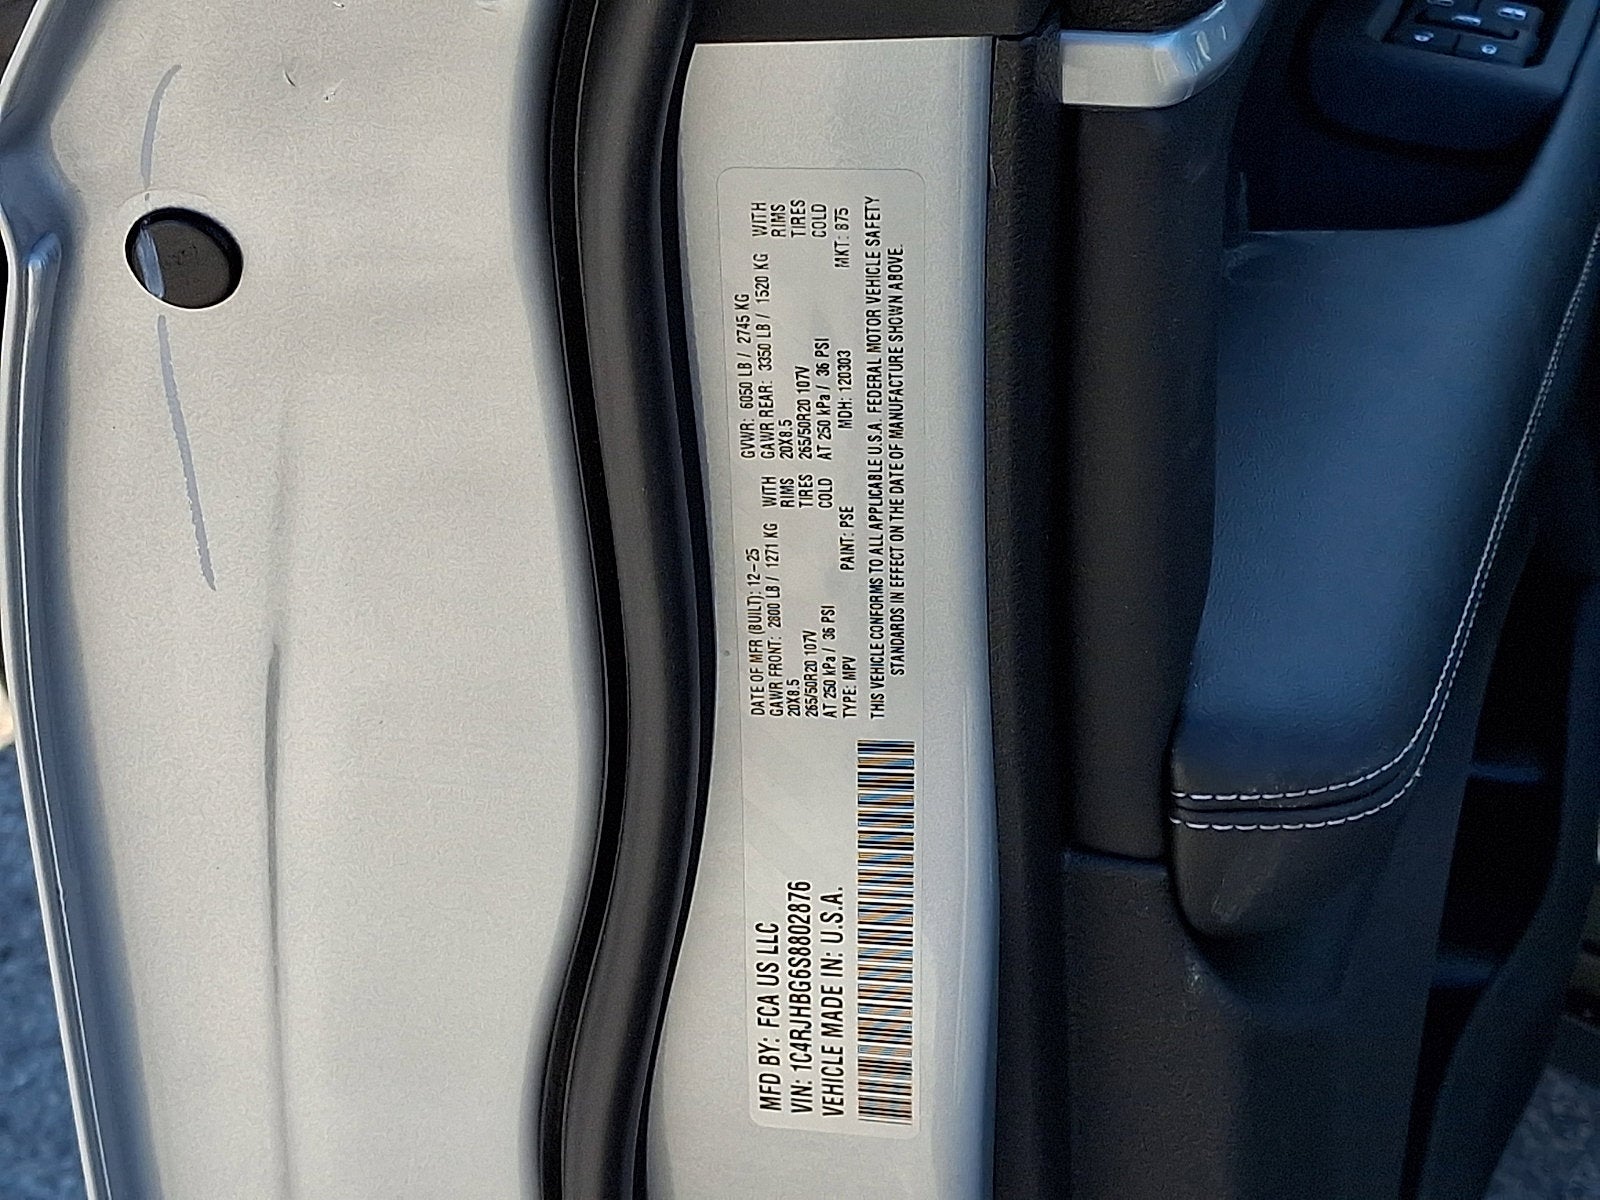 MFD BY: FCA US LLC
VIN: 1C4RJHBG6S8802876
VEHICLE MADE IN: U.S.A.
DATE OF MFR (BUILT): 12-25 GVWR: 6050 LB / 2745 KG
GAWR FRONT: 2800 LB / 1271 KG WITH GAWR REAR: 3350 LB / 1520 KG WITH
20X8.5 RIMS 20X8.5 RIMS
265/50R20 107V TIRES 265/50R20 107V TIRES
AT 250 kPa / 36 PSI COLD AT 250 kPa / 36 PSI COLD
TYPE: MPV PAINT: PSE MDH: 120303 MKT: 875
THIS VEHICLE CONFORMS TO ALL APPLICABLE U.S.A. FEDERAL MOTOR VEHICLE SAFETY
STANDARDS IN EFFECT ON THE DATE OF MANUFACTURE SHOWN ABOVE.